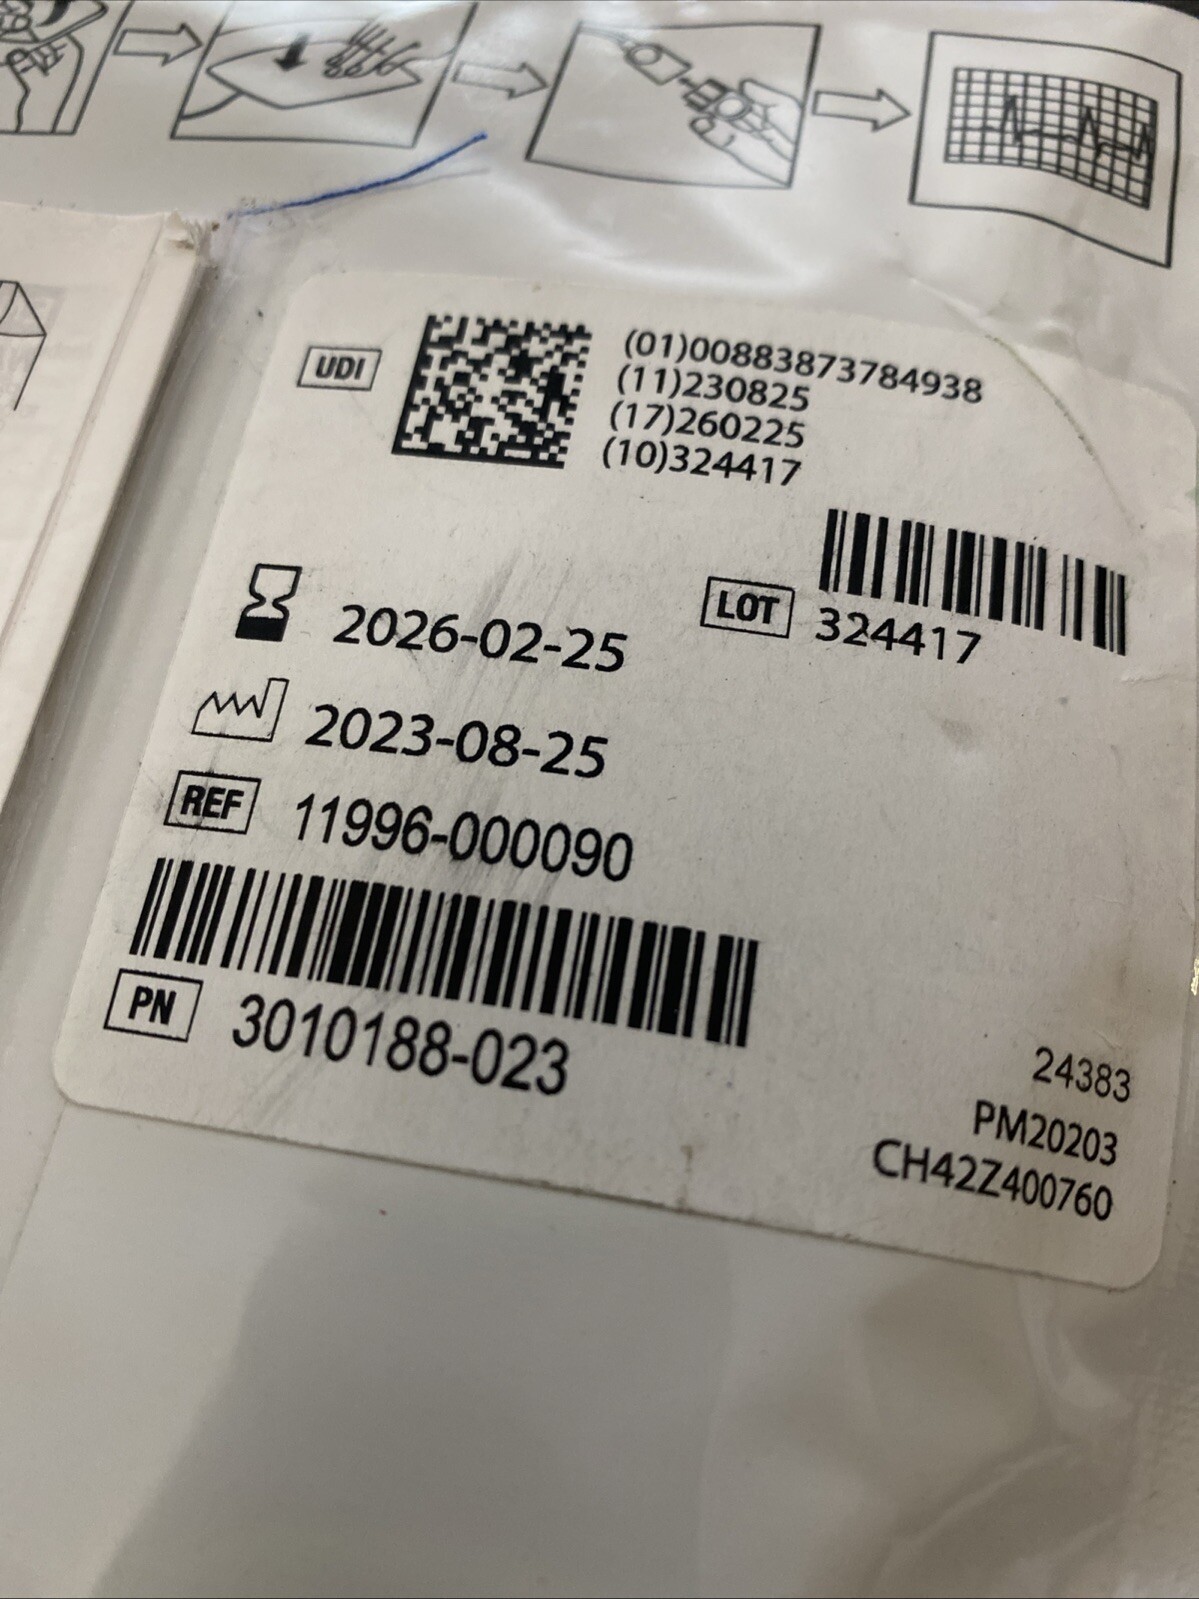 UDI
(01)00883873784938
(11)230825
(17)260225
(10)324417
2026-02-25
LOT 324417
2023-08-25
REF 11996-000090
PN 3010188-023
24383
PM20203
CH42Z400760